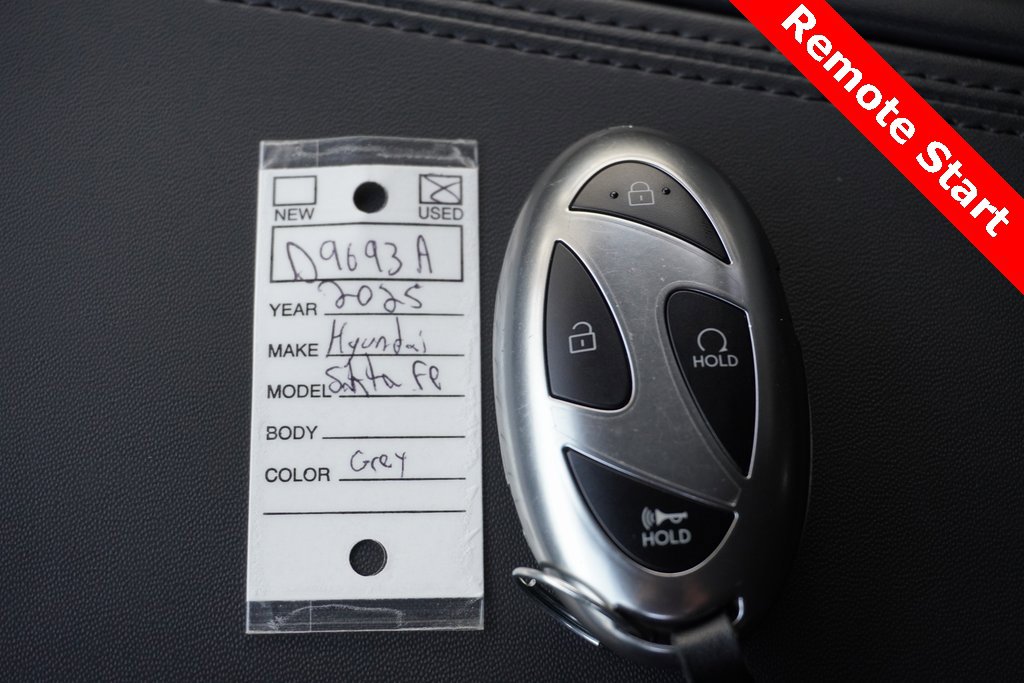 Remote Start
NEW
USED
D9693A
YEAR 2025
MAKE Hyundai
MODEL Santa Fe
BODY
COLOR Grey
HOLD
HOLD